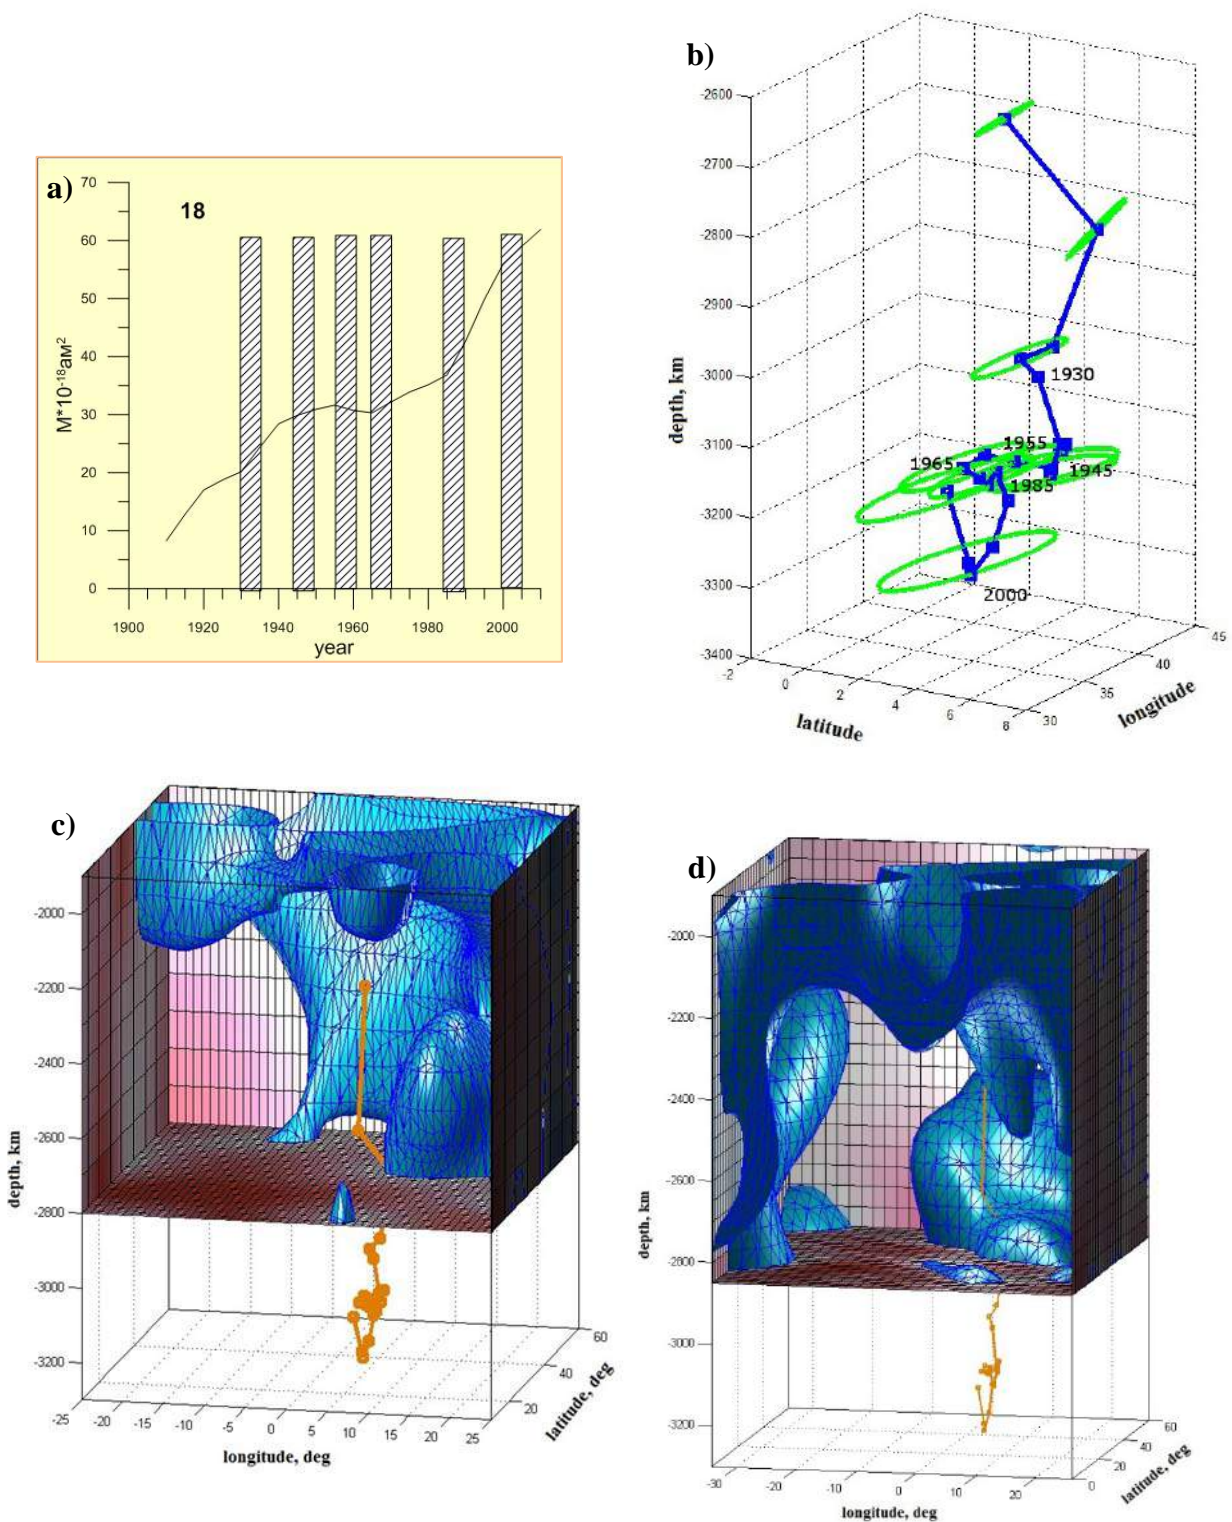 a)
18
70
60
50
40
30
20
10
0
M*10-18ам2
1900 1920 1940 1960 1980 2000
year
b)
-2600
-2700
-2800
-2900
-3000
-3100
-3200
-3300
-3400
depth, km
1930
1955
1965
1945
1985
2000
-2 0 2 4 6 8
latitude
30 35 40 45
longitude
c)
-2000
-2200
-2400
-2600
-2800
-3000
-3200
depth, km
-25 -20 -15 -10 -5 0 5 10 15 20 25
longitude, deg
20 40 60
latitude, deg
d)
-2000
-2200
-2400
-2600
-2800
-3000
-3200
depth, km
-30 -20 -10 0 10 20
longitude, deg
0 20 40 60
latitude, deg